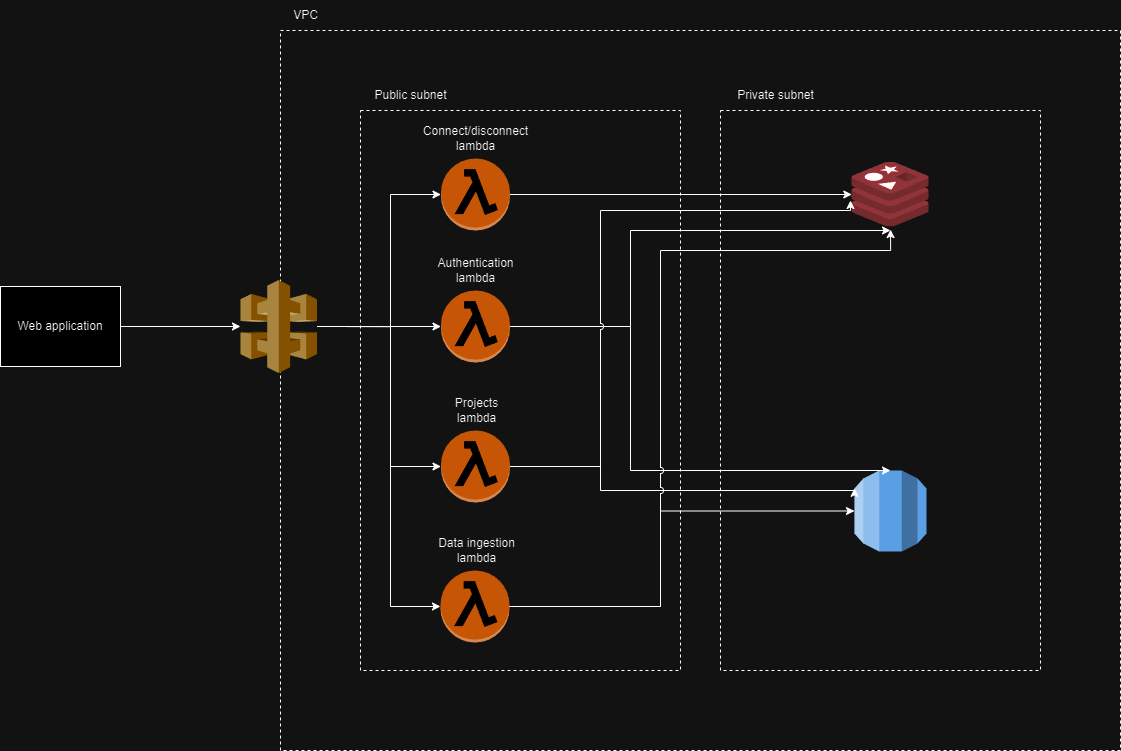 VPC
Public subnet
Private subnet
Connect/disconnect
lambda
Authentication
lambda
Web application
Projects
lambda
Data ingestion
lambda